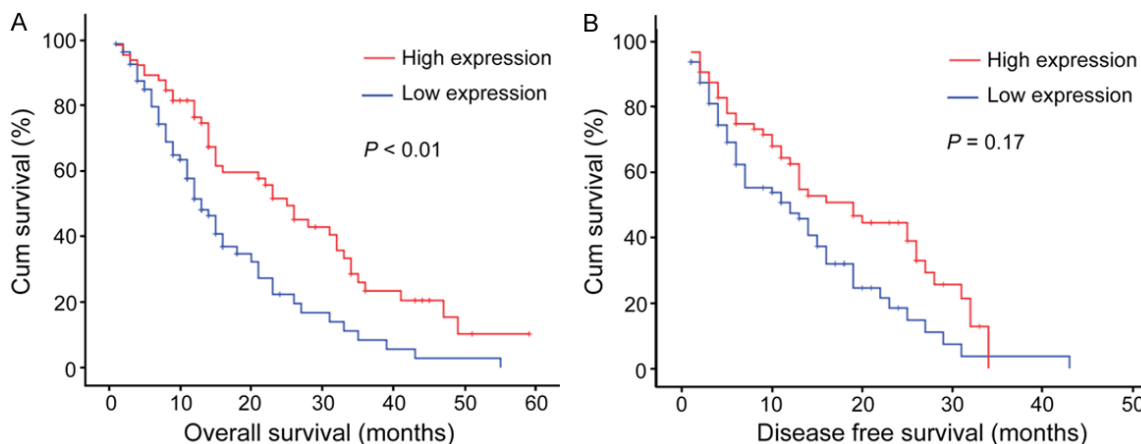 A
100
80
60
40
20
0
Cum survival (%)
High expression
Low expression
P < 0.01
0 10 20 30 40 50 60
Overall survival (months)
B
100
80
60
40
20
0
Cum survival (%)
High expression
Low expression
P = 0.17
0 10 20 30 40 50
Disease free survival (months)